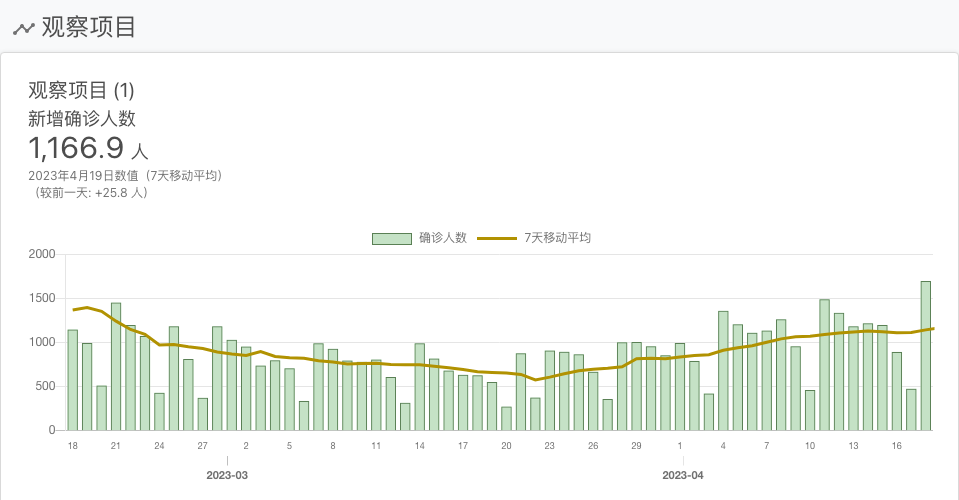 观察项目
观察项目 (1)
新增确诊人数
1,166.9 人
2023年4月19日数值（7天移动平均）
（较前一天: +25.8 人）
确诊人数 7天移动平均
2000
1500
1000
500
0
18 21 24 27 2 5 8 11 14 17 20 23 26 29 1 4 7 10 13 16
2023-03 2023-04